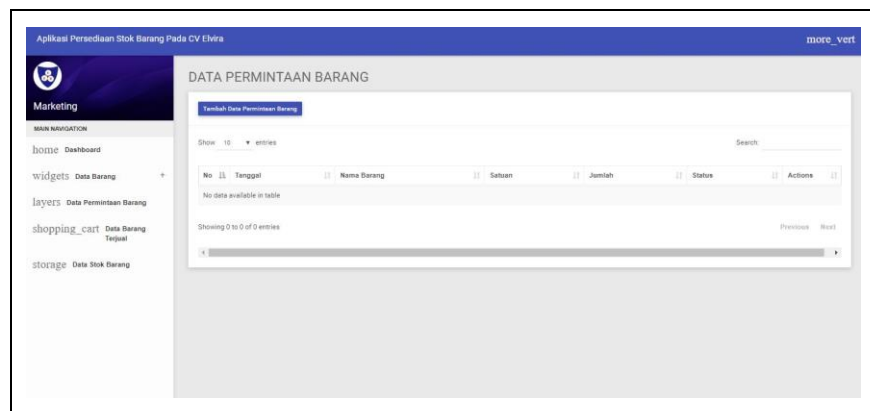 Aplikasi Persediaan Stok Barang Pada CV Elvira
more_vert
Marketing
MAIN NAVIGATION
home Dashboard
widgets Data Barang +
layers Data Permintaan Barang
shopping_cart Data Barang
Terjual
storage Data Stok Barang
DATA PERMINTAAN BARANG
Tambah Data Permintaan Barang
Show 10 entries
Search:
No Tanggal Nama Barang Satuan Jumlah Status Actions
No data available in table
Showing 0 to 0 of 0 entries
Previous Next